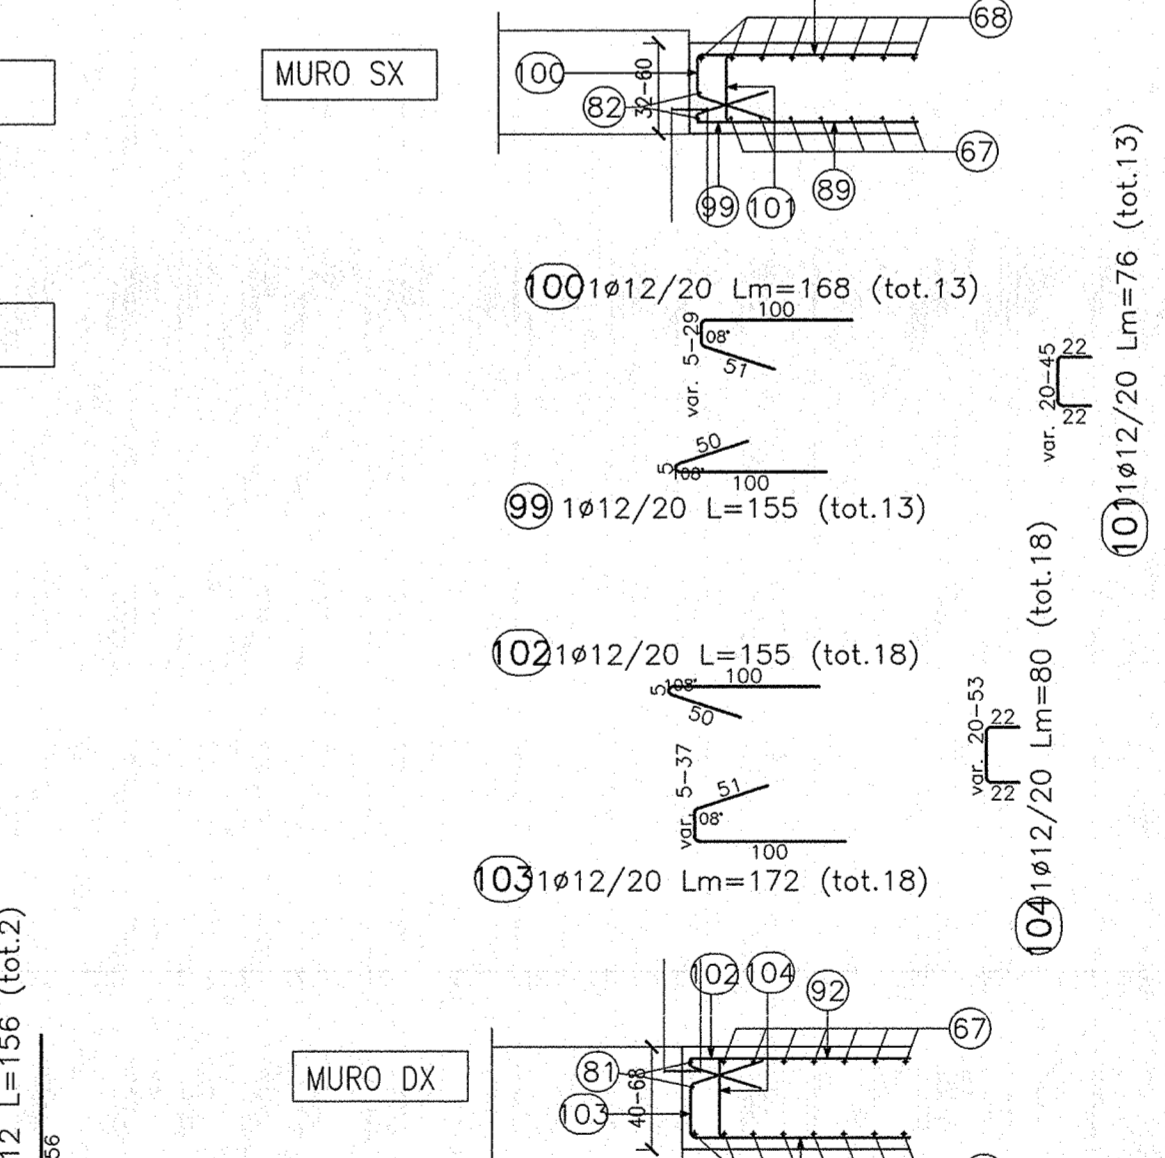 MURO SX
68
100
82
32-60
67
99
101
89
100 1ø12/20 Lm=168 (tot.13)
100
var. 5-29
08°
51
50
5
108°
100
99 1ø12/20 L=155 (tot.13)
var. 20-45
22
22
101 1ø12/20 Lm=76 (tot.13)
102 1ø12/20 L=155 (tot.18)
100
5
108°
50
var. 5-37
51
08°
100
103 1ø12/20 Lm=172 (tot.18)
var. 20-53
22
22
104 1ø12/20 Lm=80 (tot.18)
12 L=156 (tot.2)
56
MURO DX
102
104
92
67
81
40-68
103